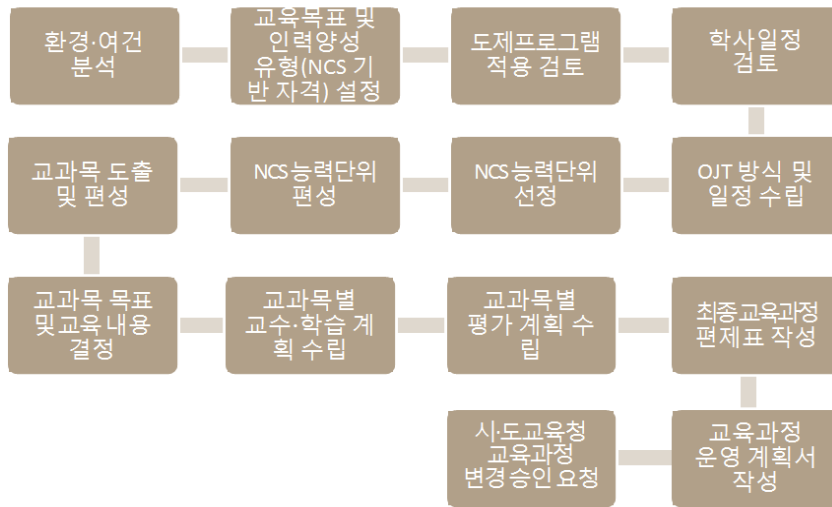 환경·여건
분석
교육목표 및
인력양성
유형(NCS 기
반 자격) 설정
도제프로그램
적용 검토
학사일정
검토
OJT 방식 및
일정 수립
NCS 능력단위
선정
NCS 능력단위
편성
교과목 도출
및 편성
교과목 목표
및 교육 내용
결정
교과목별
교수·학습 계
획 수립
교과목별
평가 계획 수
립
최종 교육과정
편제표 작성
교육과정
운영 계획서
작성
시·도교육청
교육과정
변경 승인 요청